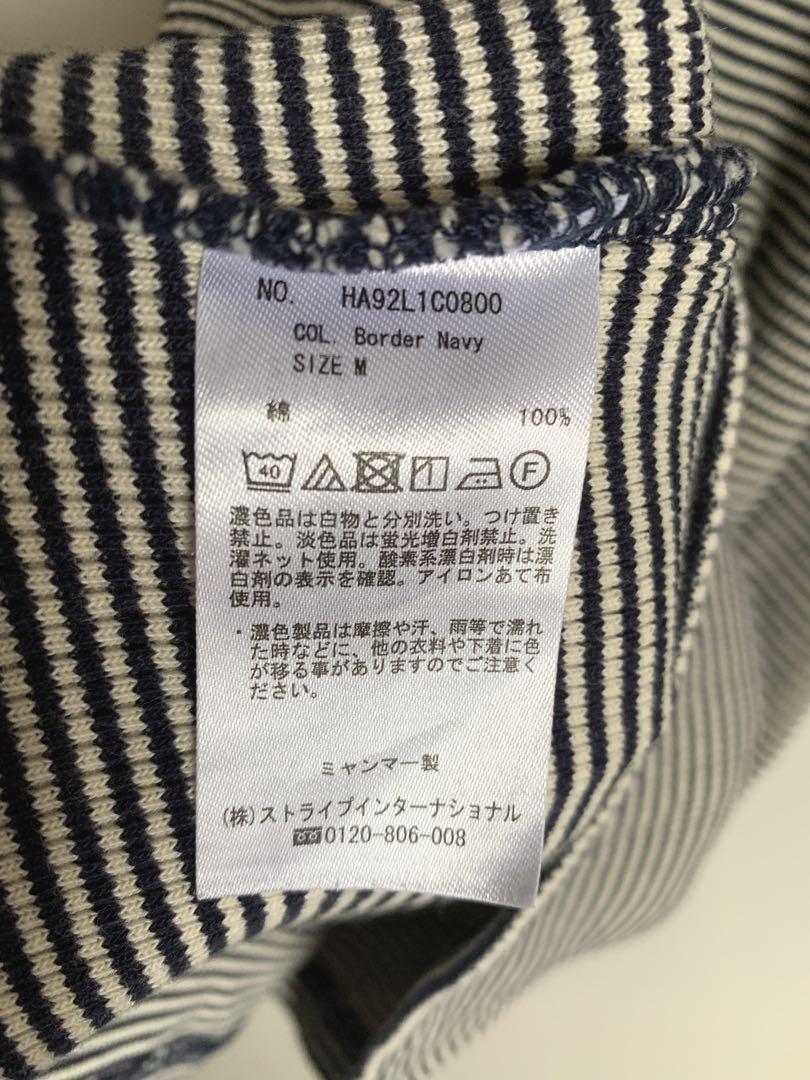 NO. HA92L1C0800
COL. Border Navy
SIZE M
綿 100%
40 F
濃色品は白物と分別洗い。つけ置き
禁止。淡色品は蛍光増白剤禁止。洗
濯ネット使用。酸素系漂白剤時は漂
白剤の表示を確認。アイロンあて布
使用。
・濃色製品は摩擦や汗、雨等で濡れ
た時などに、他の衣料や下着に色
が移る事がありますのでご注意く
ださい。
ミャンマー製
(株)ストライプインターナショナル
0120-806-008